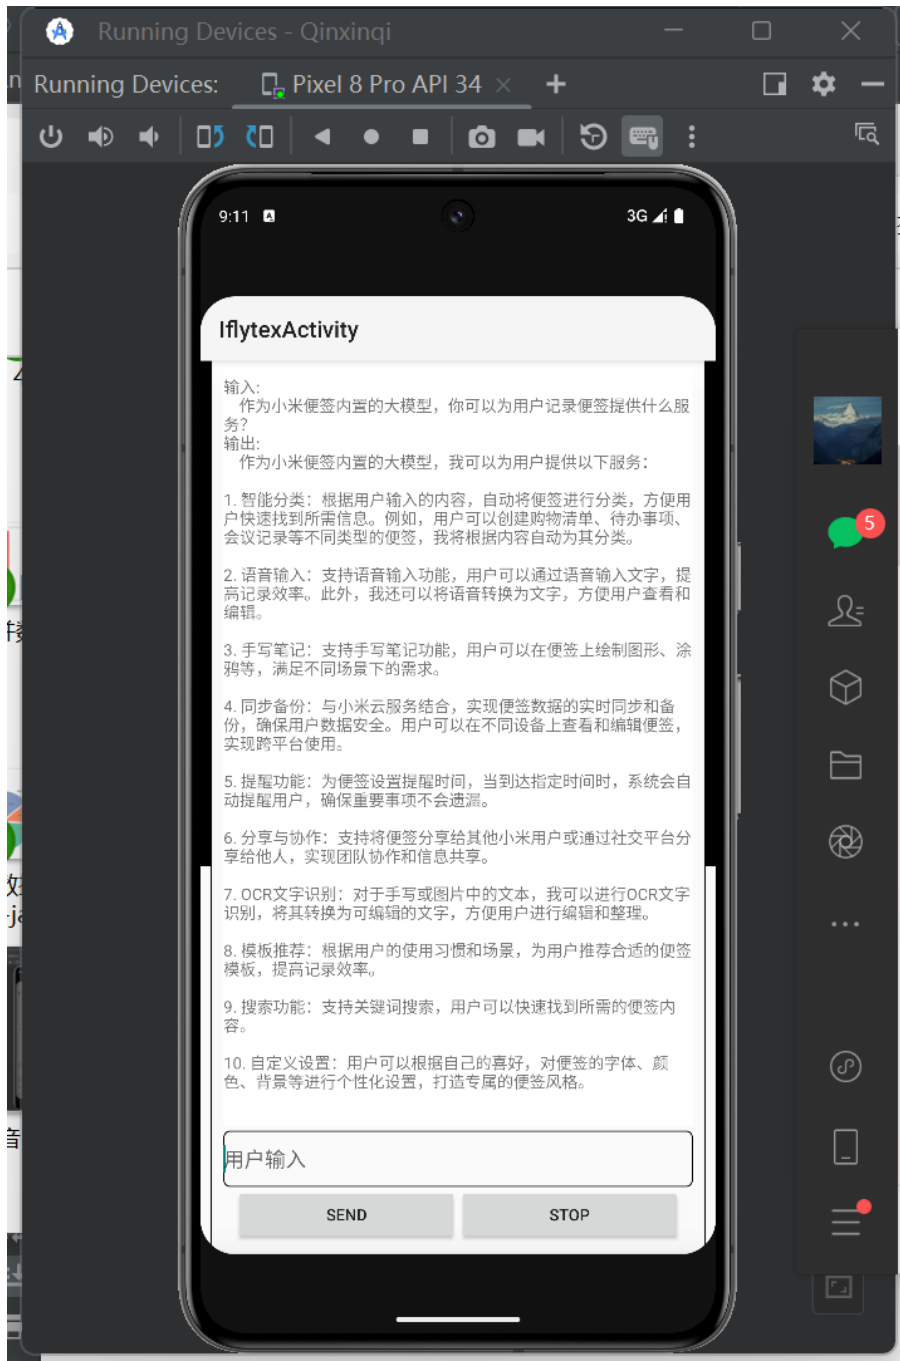 Running Devices - Qinxinqi
Running Devices:
Pixel 8 Pro API 34
9:11
3G
IflytexActivity
输入:
作为小米便签内置的大模型，你可以为用户记录便签提供什么服
务？
输出:
作为小米便签内置的大模型，我可以为用户提供以下服务：
1. 智能分类：根据用户输入的内容，自动将便签进行分类，方便用
户快速找到所需信息。例如，用户可以创建购物清单、待办事项、
会议记录等不同类型的便签，我将根据内容自动为其分类。
2. 语音输入：支持语音输入功能，用户可以通过语音输入文字，提
高记录效率。此外，我还可以将语音转换为文字，方便用户查看和
编辑。
3. 手写笔记：支持手写笔记功能，用户可以在便签上绘制图形、涂
鸦等，满足不同场景下的需求。
4. 同步备份：与小米云服务结合，实现便签数据的实时同步和备
份，确保用户数据安全。用户可以在不同设备上查看和编辑便签，
实现跨平台使用。
5. 提醒功能：为便签设置提醒时间，当到达指定时间时，系统会自
动提醒用户，确保重要事项不会遗漏。
6. 分享与协作：支持将便签分享给其他小米用户或通过社交平台分
享给他人，实现团队协作和信息共享。
7. OCR文字识别：对于手写或图片中的文本，我可以进行OCR文字
识别，将其转换为可编辑的文字，方便用户进行编辑和整理。
8. 模板推荐：根据用户的使用习惯和场景，为用户推荐合适的便签
模板，提高记录效率。
9. 搜索功能：支持关键词搜索，用户可以快速找到所需的便签内
容。
10. 自定义设置：用户可以根据自己的喜好，对便签的字体、颜
色、背景等进行个性化设置，打造专属的便签风格。
用户输入
SEND
STOP
5
音